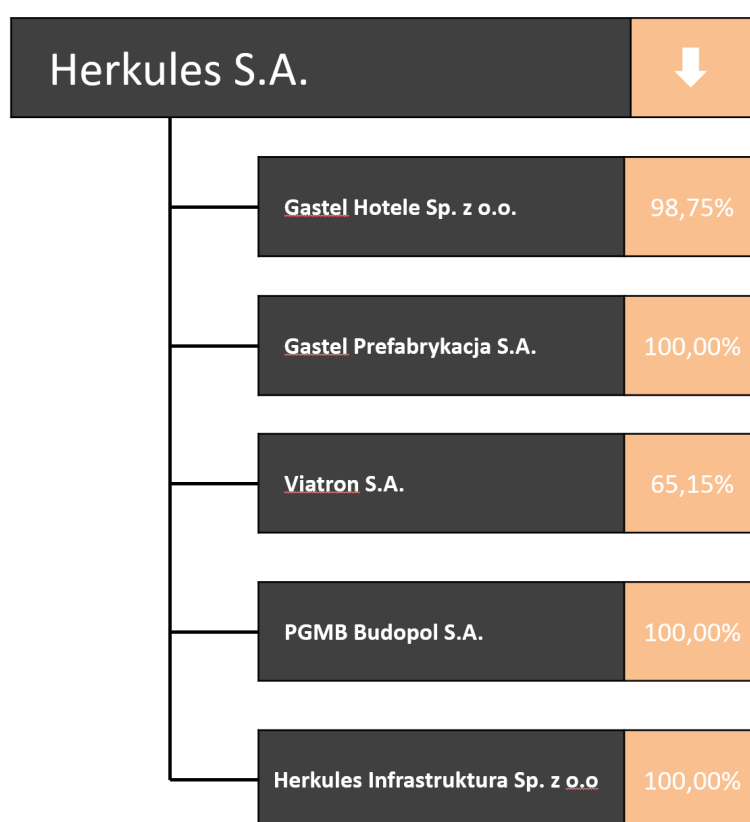 Herkules S.A.
Gastel Hotele Sp. z o.o.
98,75%
Gastel Prefabrykacja S.A.
100,00%
Viatron S.A.
65,15%
PGMB Budopol S.A.
100,00%
Herkules Infrastruktura Sp. z o.o
100,00%